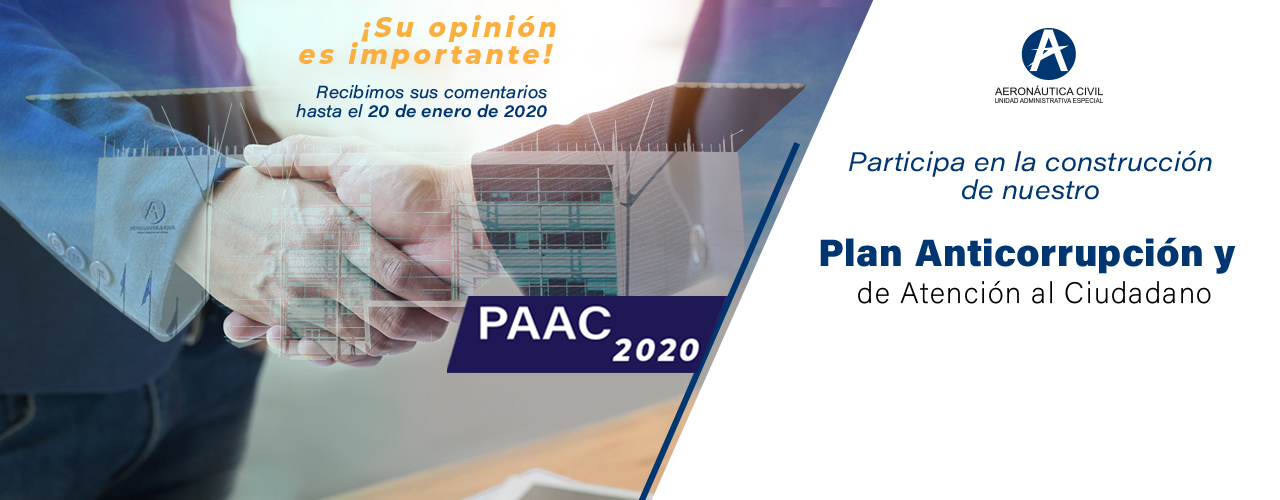 ¡Su opinión
es importante!
Recibimos sus comentarios
hasta el 20 de enero de 2020
PAAC
2020
AERONÁUTICA CIVIL
UNIDAD ADMINISTRATIVA ESPECIAL
Participa en la construcción
de nuestro
Plan Anticorrupción y
de Atención al Ciudadano